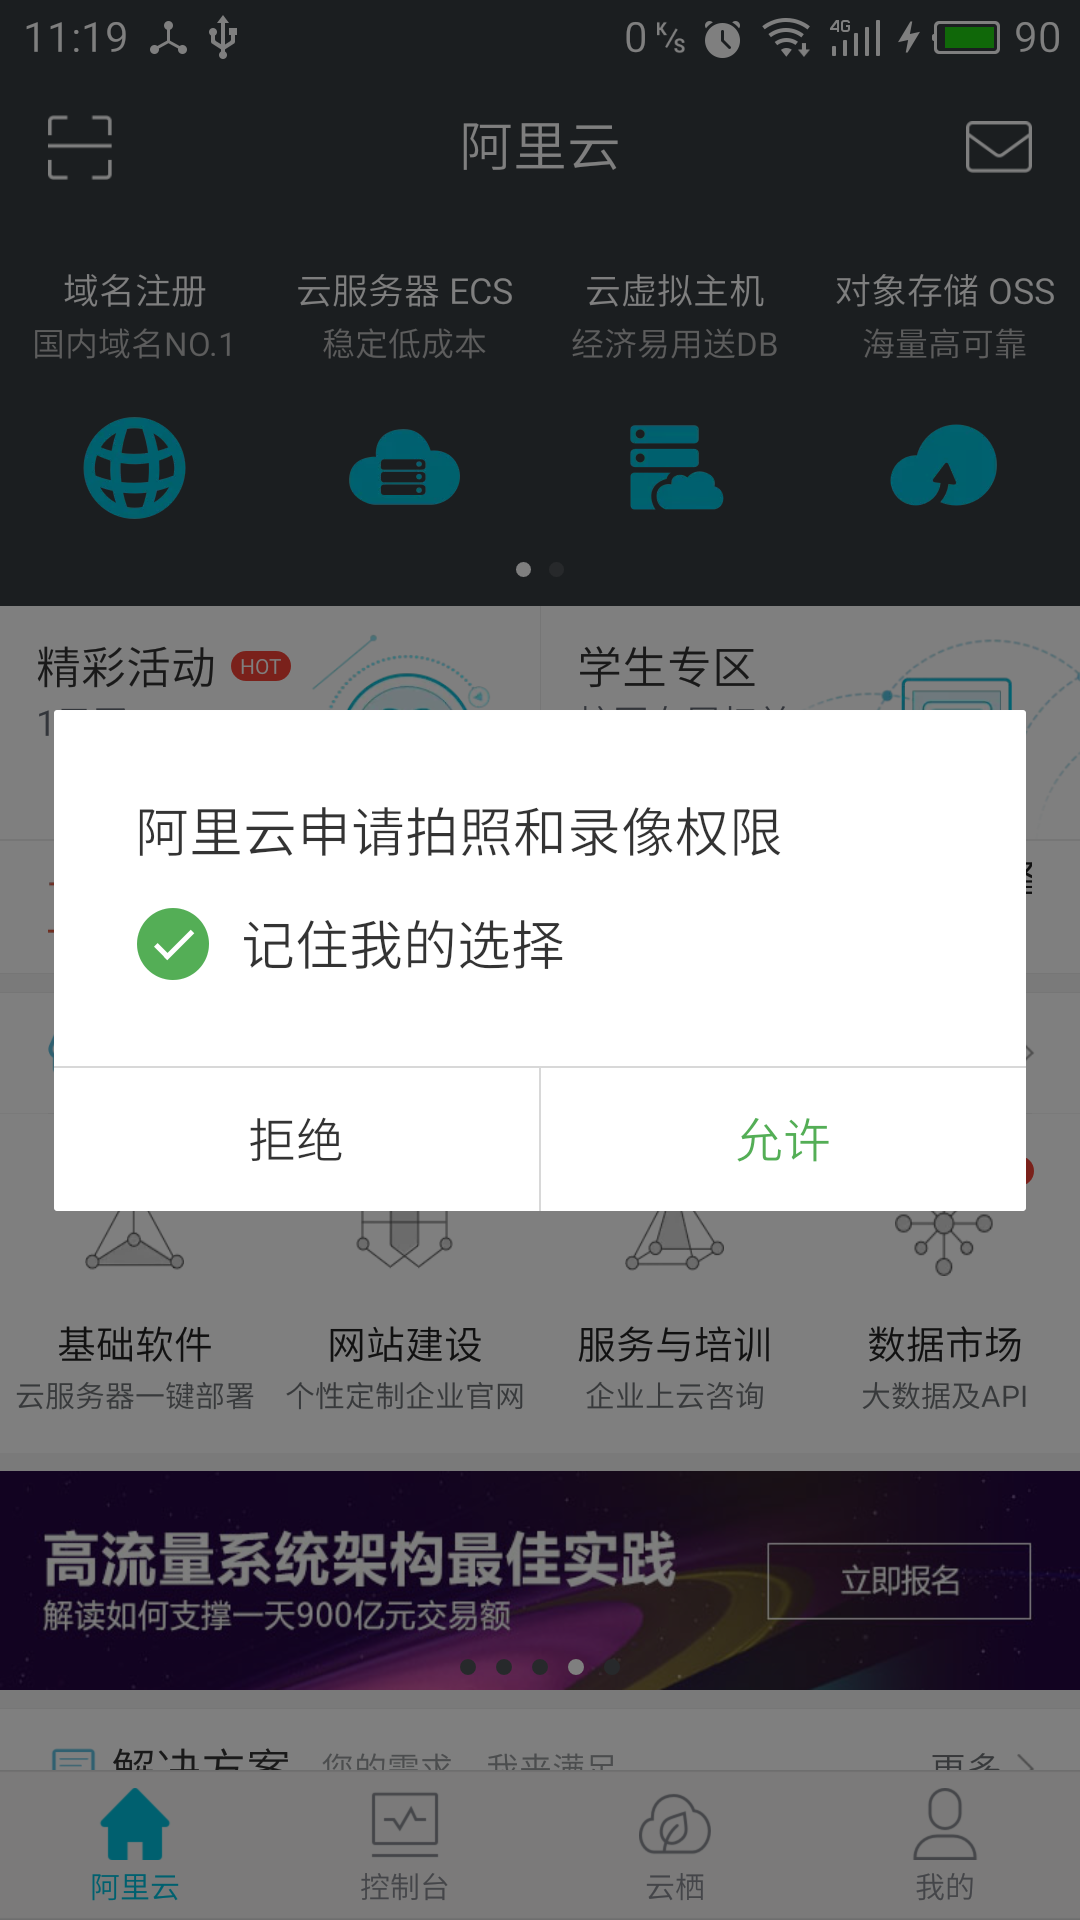 11:19
0 K/s 4G 90
阿里云
域名注册 云服务器 ECS 云虚拟主机 对象存储 OSS
国内域名NO.1 稳定低成本 经济易用送DB 海量高可靠
精彩活动 HOT 学生专区
阿里云申请拍照和录像权限
记住我的选择
拒绝 允许
基础软件 网站建设 服务与培训 数据市场
云服务器一键部署 个性定制企业官网 企业上云咨询 大数据及API
高流量系统架构最佳实践
解读如何支撑一天900亿元交易额
立即报名
解决方案 您的需求 我来满足 更多
阿里云 控制台 云栖 我的